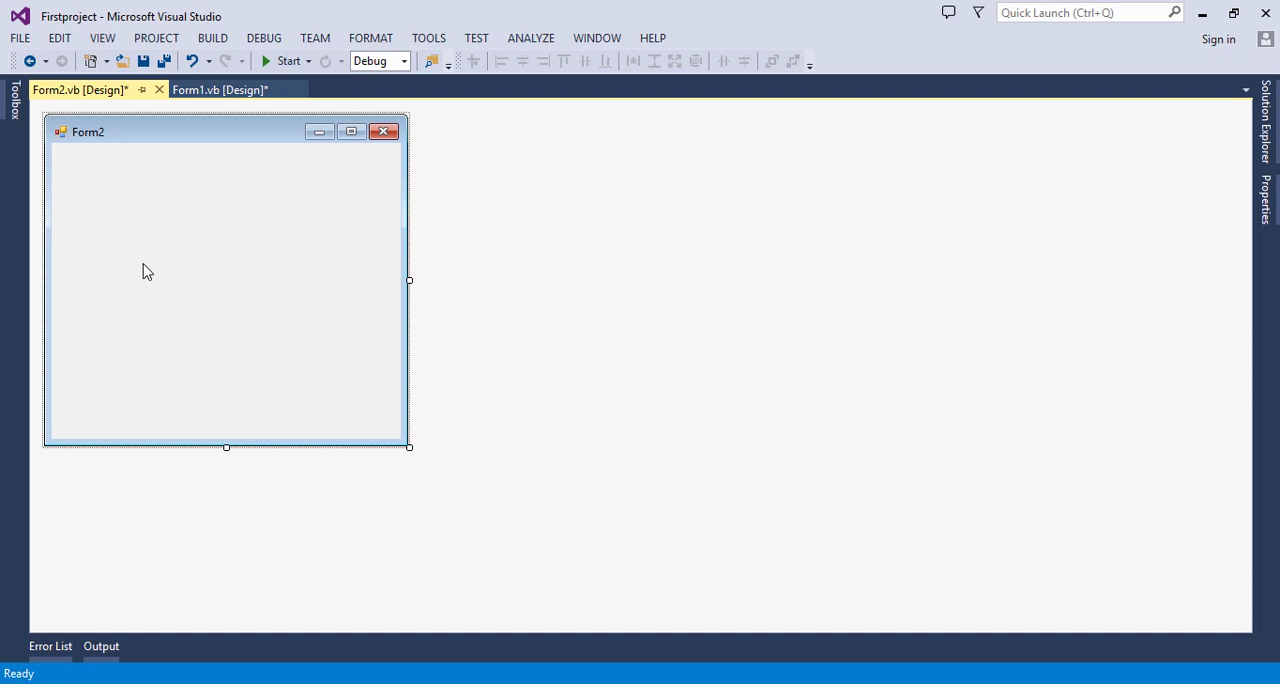 Firstproject - Microsoft Visual Studio
Quick Launch (Ctrl+Q)
FILE EDIT VIEW PROJECT BUILD DEBUG TEAM FORMAT TOOLS TEST ANALYZE WINDOW HELP
Sign in
Start Debug
Form2.vb [Design]* Form1.vb [Design]*
Toolbox
Form2
Solution Explorer
Properties
Error List Output
Ready